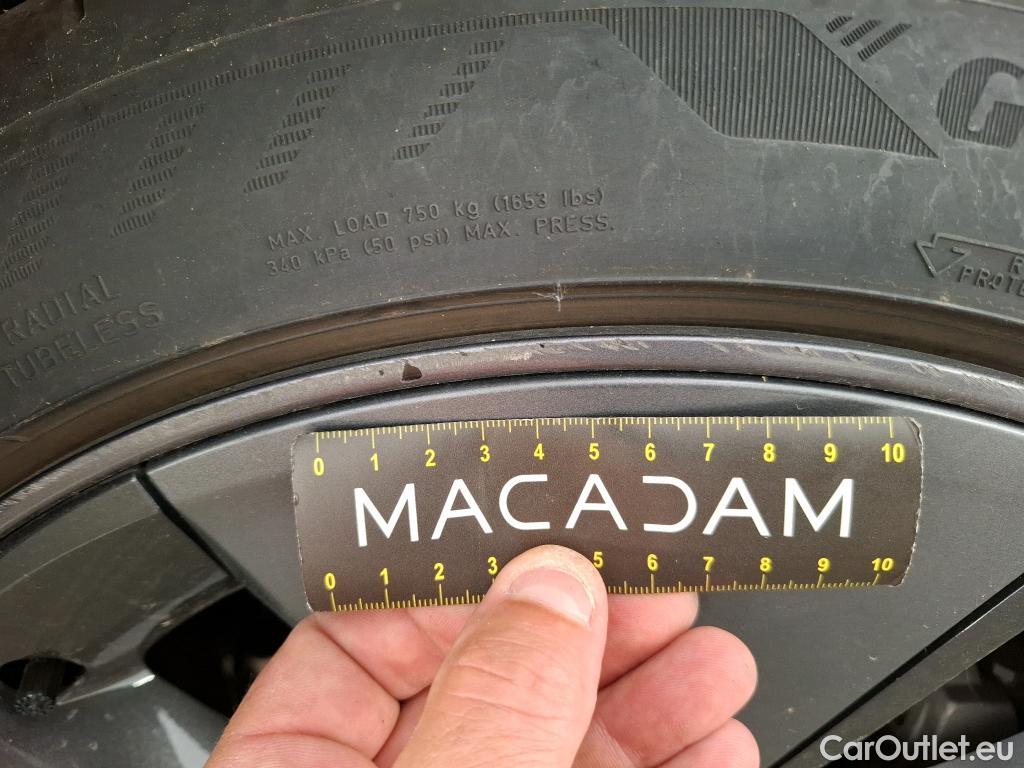 MAX. LOAD 750 kg (1653 lbs)
340 kPa (50 psi) MAX. PRESS.
RADIAL
TUBELESS
0 1 2 3 4 5 6 7 8 9 10
MACADAM
0 1 2 3 5 6 7 8 9 10
CarOutlet.eu